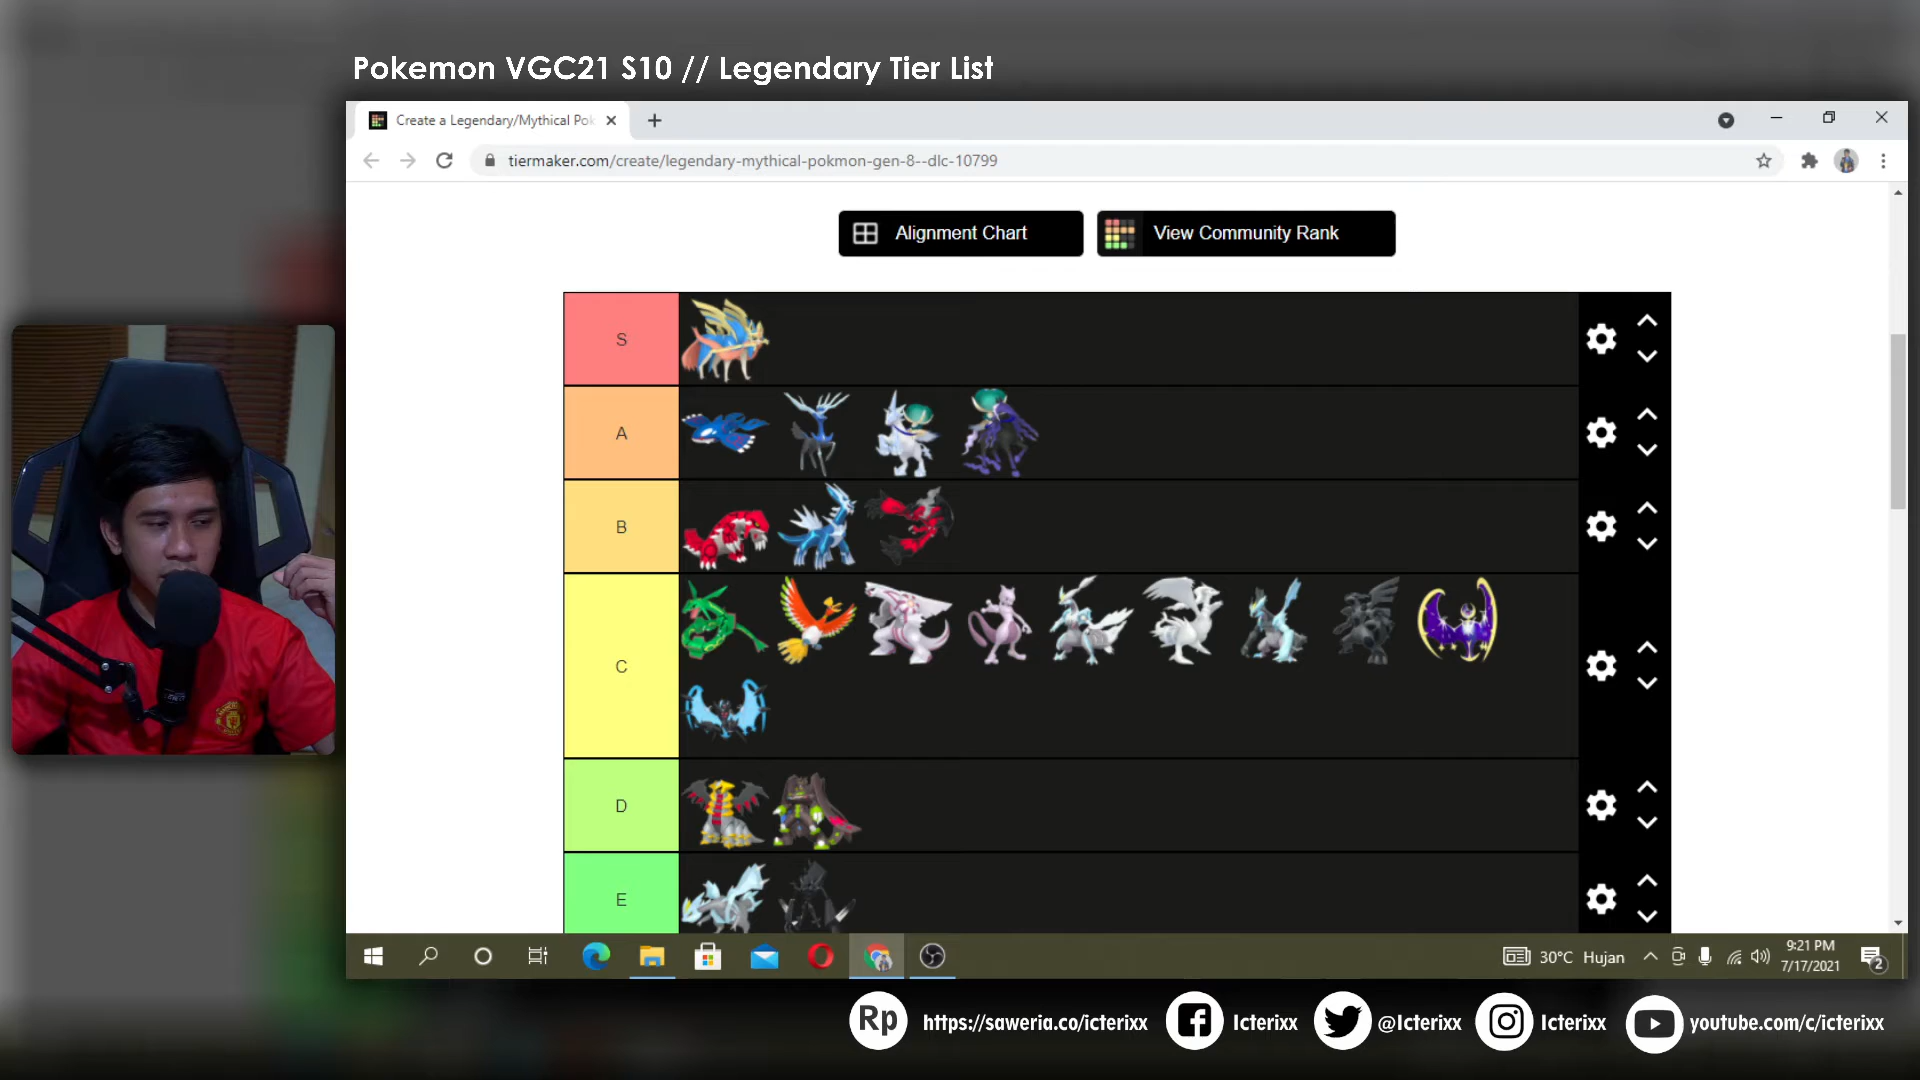 Pokemon VGC21 S10 // Legendary Tier List
Create a Legendary/Mythical Pok
tiermaker.com/create/legendary-mythical-pokmon-gen-8--dlc-10799
Alignment Chart
View Community Rank
S
A
B
C
D
E
30°C Hujan
9:21 PM
7/17/2021
2
Rp https://saweria.co/icterixx
Icterixx
@Icterixx
Icterixx
youtube.com/c/icterixx